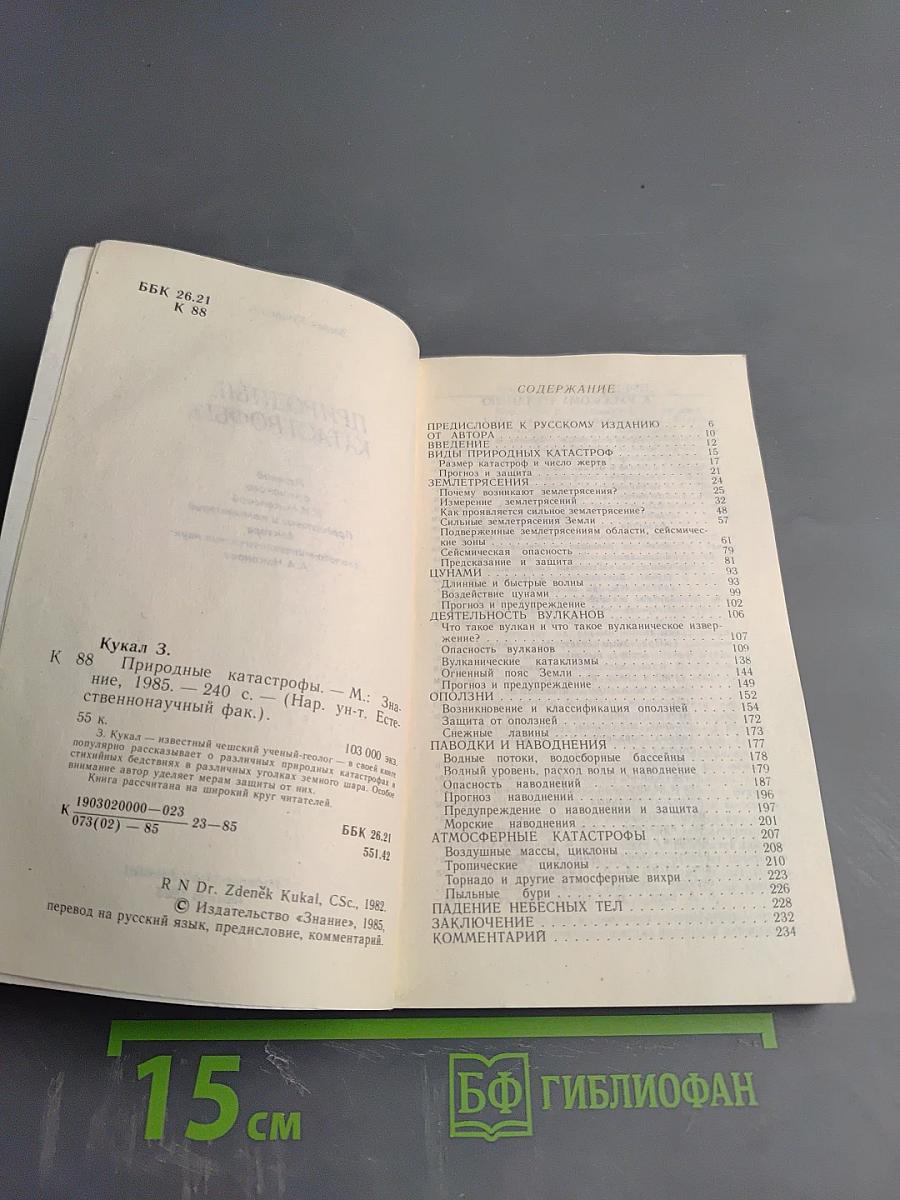 ББК 26.21
К 88
Кукал З.
К 88 Природные катастрофы. — М.: Зна-
ние, 1985. — 240 с. — (Нар. ун-т. Есте-
ственнонаучный фак.).
55 к.
103 000 экз.
З. Кукал — известный чешский ученый-геолог — в своей книге
популярно рассказывает о различных природных катастрофах и
стихийных бедствиях в различных уголках земного шара. Особое
внимание автор уделяет мерам защиты от них.
Книга рассчитана на широкий круг читателей.
К 1903020000—023
073(02) — 85
23—85
ББК 26.21
551.42
R N Dr. Zdeněk Kukal, CSc., 1982.
© Издательство «Знание», 1985,
перевод на русский язык, предисловие, комментарий.
СОДЕРЖАНИЕ
ПРЕДИСЛОВИЕ К РУССКОМУ ИЗДАНИЮ . . . . 6
ОТ АВТОРА . . . . 10
ВВЕДЕНИЕ . . . . 12
ВИДЫ ПРИРОДНЫХ КАТАСТРОФ . . . . 15
Размер катастроф и число жертв . . . . 17
Прогноз и защита . . . . 21
ЗЕМЛЕТРЯСЕНИЯ . . . . 24
Почему возникают землетрясения? . . . . 25
Измерение землетрясений . . . . 32
Как проявляется сильное землетрясение? . . . . 48
Сильные землетрясения Земли . . . . 57
Подверженные землетрясениям области, сейсмичес-
кие зоны . . . . 61
Сейсмическая опасность . . . . 79
Предсказание и защита . . . . 81
ЦУНАМИ . . . . 93
Длинные и быстрые волны . . . . 93
Воздействие цунами . . . . 99
Прогноз и предупреждение . . . . 102
ДЕЯТЕЛЬНОСТЬ ВУЛКАНОВ . . . . 106
Что такое вулкан и что такое вулканическое извер-
жение? . . . . 107
Опасность вулканов . . . . 109
Вулканические катаклизмы . . . . 138
Огненный пояс Земли . . . . 144
Прогноз и предупреждение . . . . 149
ОПОЛЗНИ . . . . 152
Возникновение и классификация оползней . . . . 154
Защита от оползней . . . . 172
Снежные лавины . . . . 173
ПАВОДКИ И НАВОДНЕНИЯ . . . . 177
Водные потоки, водосборные бассейны . . . . 178
Водный уровень, расход воды и наводнение . . . . 179
Опасность наводнений . . . . 187
Прогноз наводнений . . . . 196
Предупреждение о наводнении и защита . . . . 197
Морские наводнения . . . . 201
АТМОСФЕРНЫЕ КАТАСТРОФЫ . . . . 207
Воздушные массы, циклоны . . . . 208
Тропические циклоны . . . . 210
Торнадо и другие атмосферные вихри . . . . 223
Пыльные бури . . . . 226
ПАДЕНИЕ НЕБЕСНЫХ ТЕЛ . . . . 228
ЗАКЛЮЧЕНИЕ . . . . 232
КОММЕНТАРИЙ . . . . 234
15 см
БФ ГИБЛИОФАН